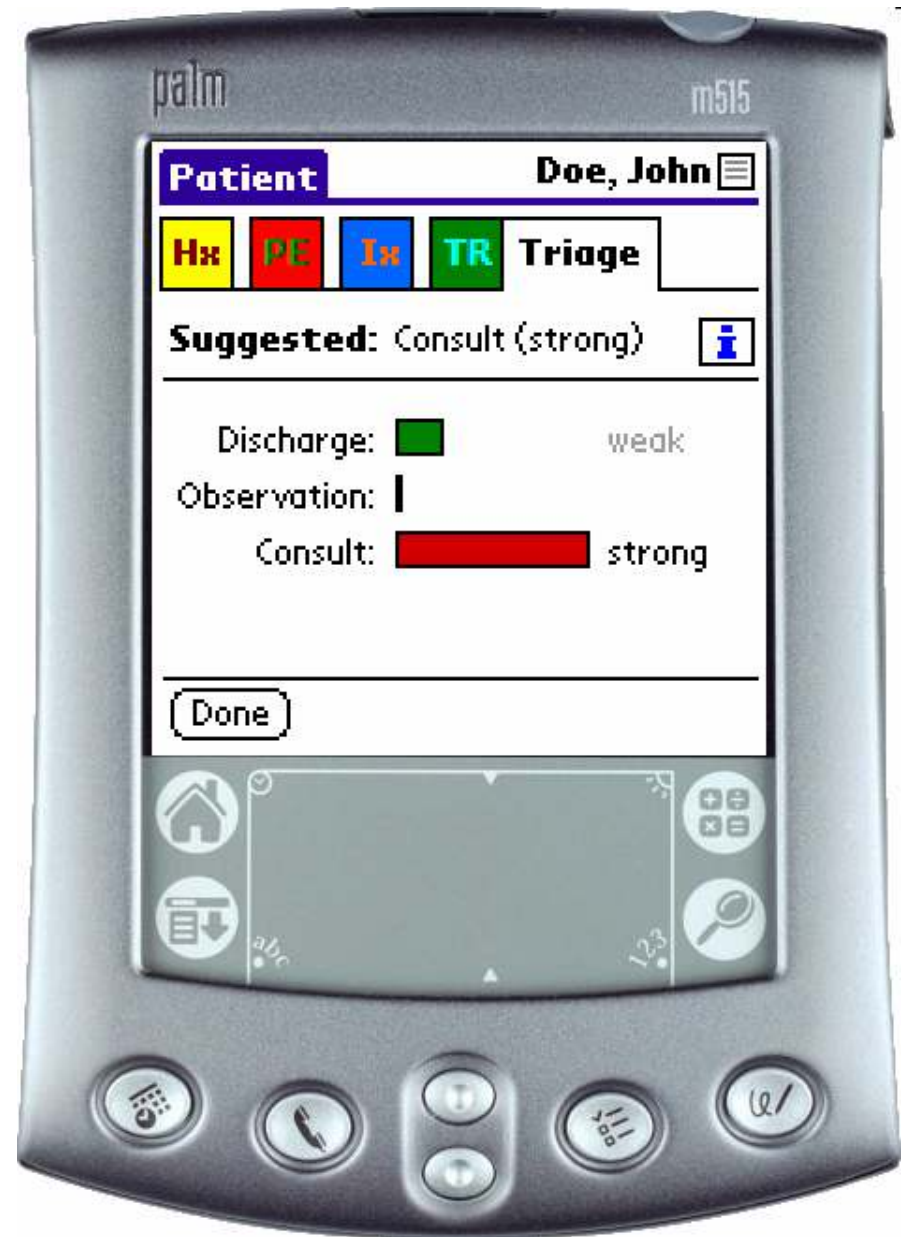 palm
m515
Patient Doe, John
Hx PE Ix TR Triage
Suggested: Consult (strong) i
Discharge: weak
Observation:
Consult: strong
Done
abc
123